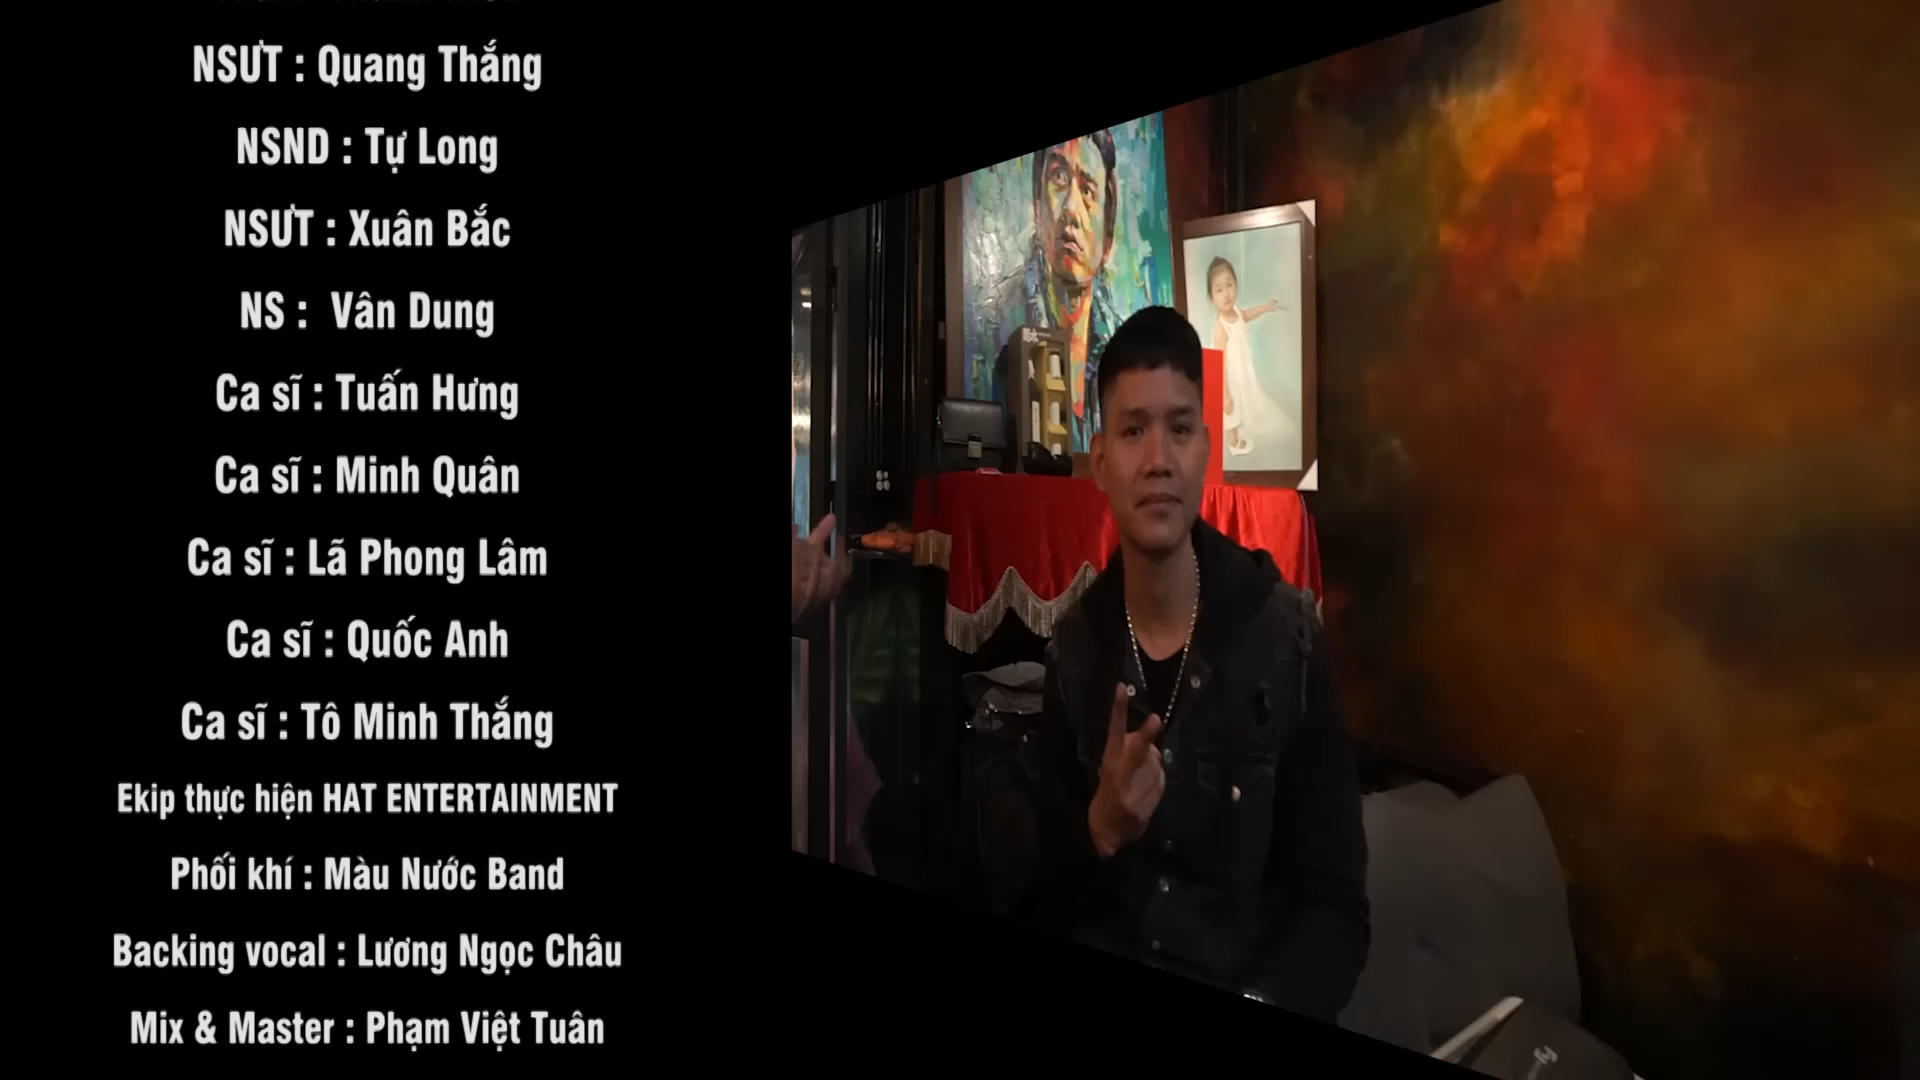 NSƯT : Quang Thắng
NSND : Tự Long
NSƯT : Xuân Bắc
NS : Vân Dung
Ca sĩ : Tuấn Hưng
Ca sĩ : Minh Quân
Ca sĩ : Lã Phong Lâm
Ca sĩ : Quốc Anh
Ca sĩ : Tô Minh Thắng
Ekip thực hiện HAT ENTERTAINMENT
Phối khí : Màu Nước Band
Backing vocal : Lương Ngọc Châu
Mix & Master : Phạm Việt Tuân